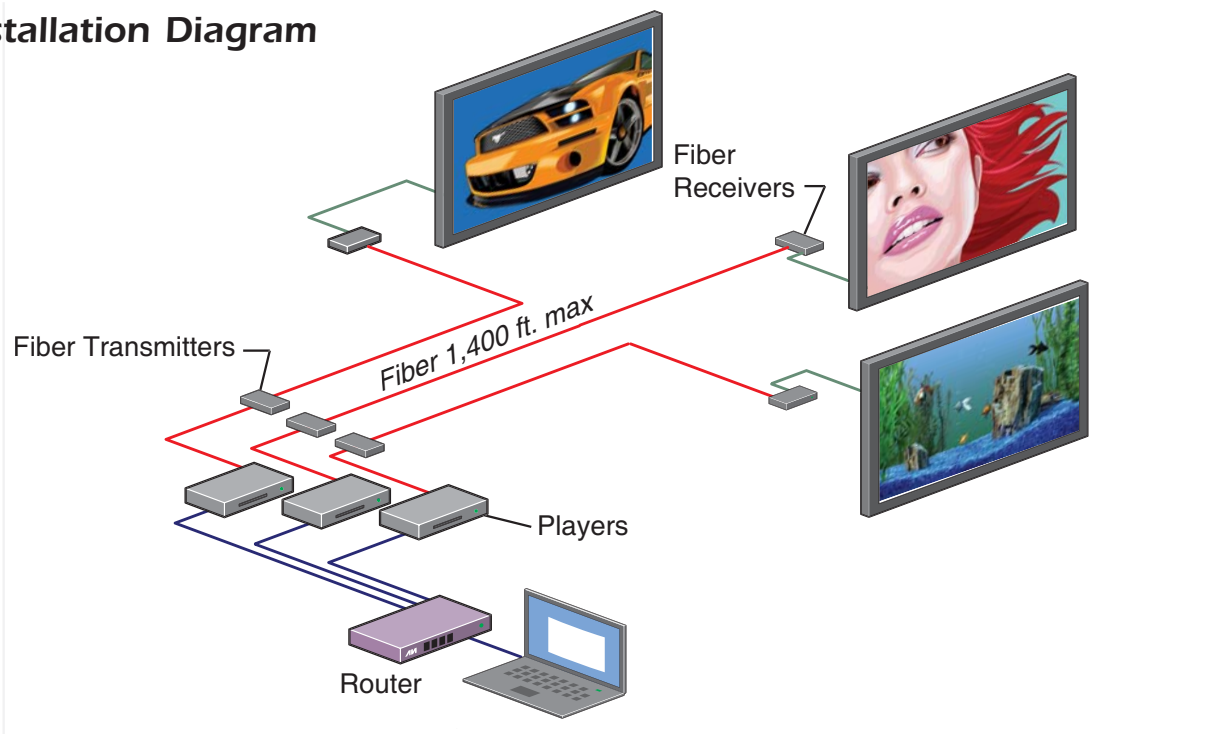 stallation Diagram
Fiber
Receivers
Fiber 1,400 ft. max
Fiber Transmitters
Players
Router